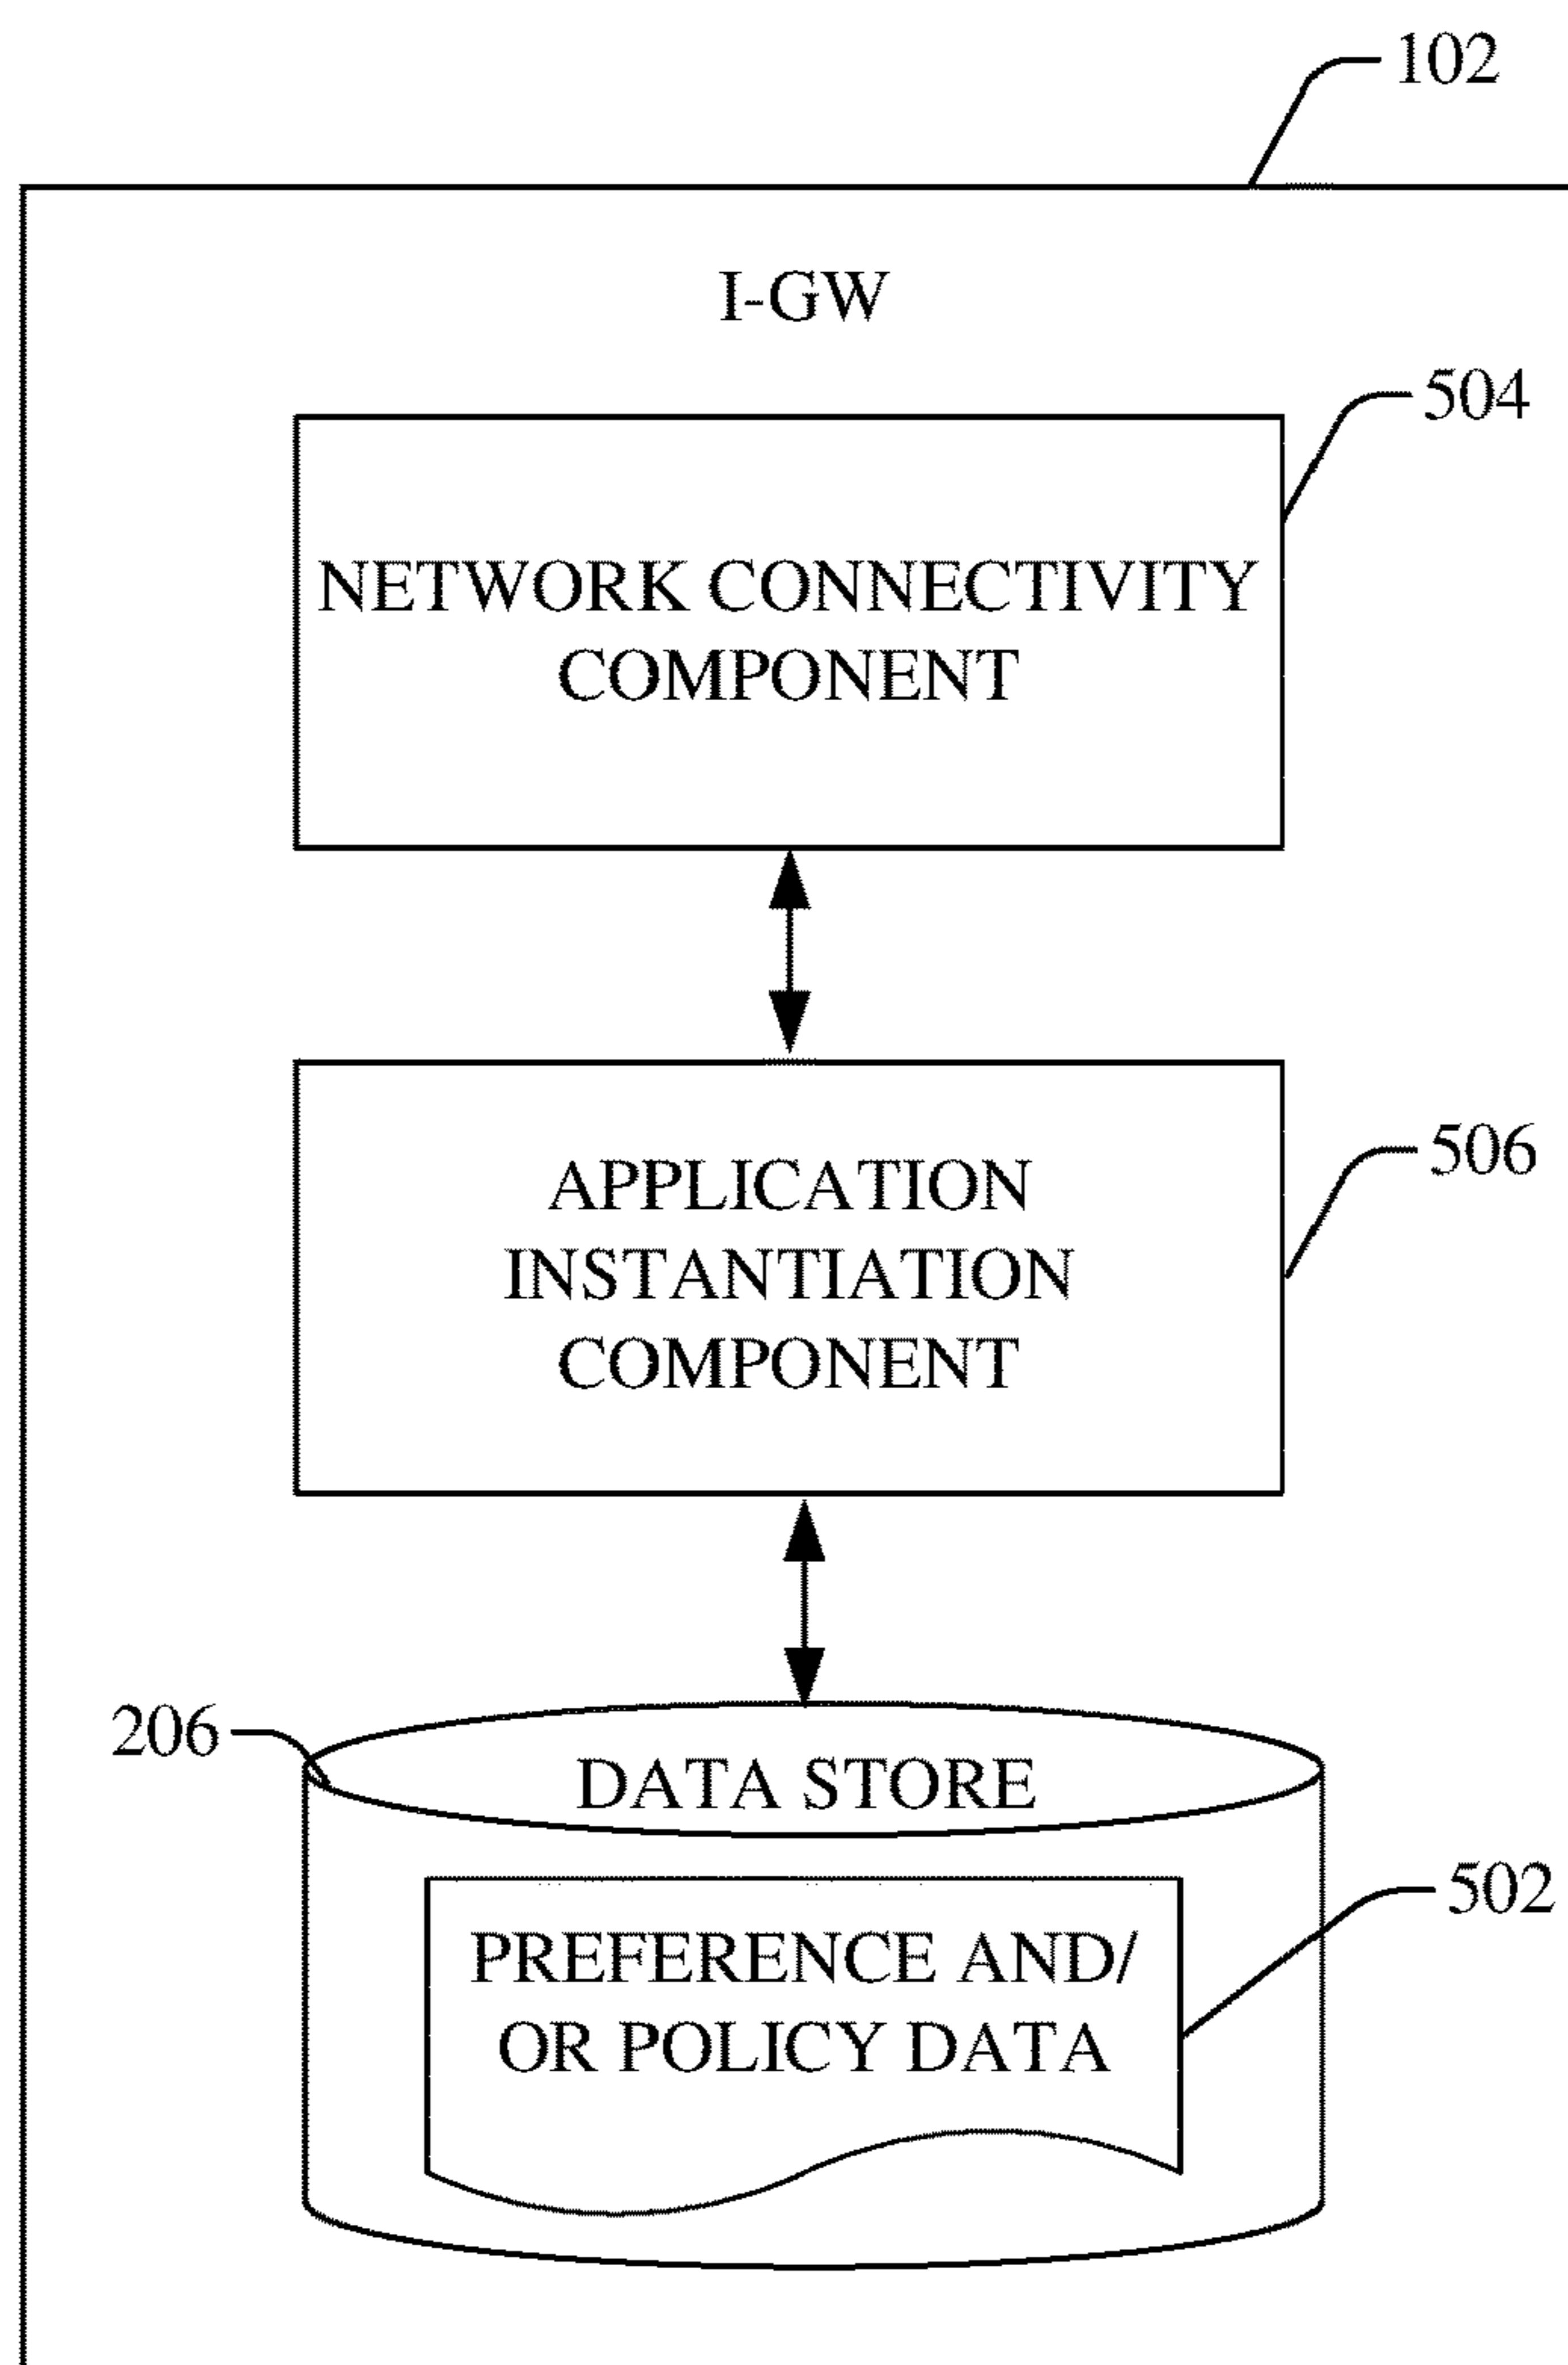 102
I-GW
504
NETWORK CONNECTIVITY
COMPONENT
506
APPLICATION
INSTANTIATION
COMPONENT
206
DATA STORE
502
PREFERENCE AND/
OR POLICY DATA